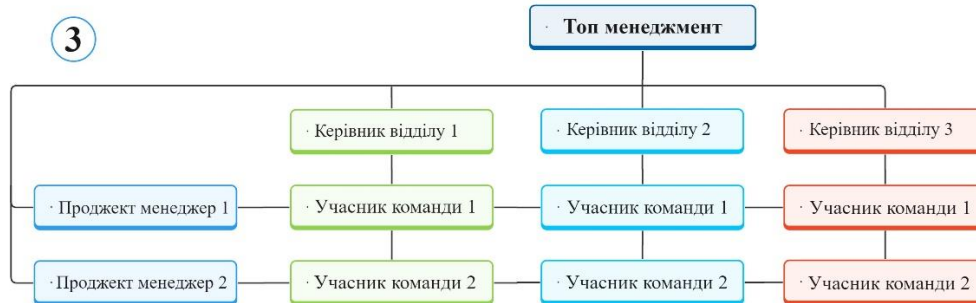 3
· Топ менеджмент
· Керівник відділу 1
· Керівник відділу 2
· Керівник відділу 3
· Проджект менеджер 1
· Учасник команди 1
· Учасник команди 1
· Учасник команди 1
· Проджект менеджер 2
· Учасник команди 2
· Учасник команди 2
· Учасник команди 2